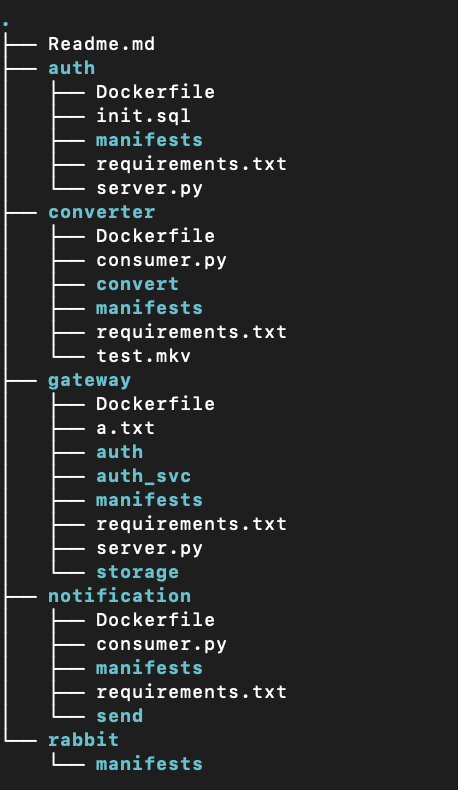 .
├── Readme.md
├── auth
│   ├── Dockerfile
│   ├── init.sql
│   ├── manifests
│   ├── requirements.txt
│   └── server.py
├── converter
│   ├── Dockerfile
│   ├── consumer.py
│   ├── convert
│   ├── manifests
│   ├── requirements.txt
│   └── test.mkv
├── gateway
│   ├── Dockerfile
│   ├── a.txt
│   ├── auth
│   ├── auth_svc
│   ├── manifests
│   ├── requirements.txt
│   ├── server.py
│   └── storage
├── notification
│   ├── Dockerfile
│   ├── consumer.py
│   ├── manifests
│   ├── requirements.txt
│   └── send
└── rabbit
    └── manifests